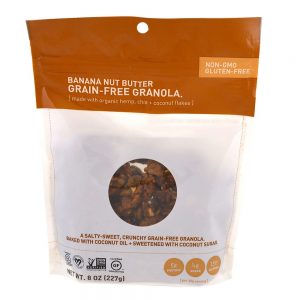 NON-GMO
GLUTEN-FREE
BANANA NUT BUTTER
GRAIN-FREE GRANOLA.
[ made with organic hemp, chia + coconut flakes ]
A SALTY-SWEET, CRUNCHY GRAIN-FREE GRANOLA,
BAKED WITH COCONUT OIL + SWEETENED WITH COCONUT SUGAR.
GF
NET WT. 8 OZ (227g)